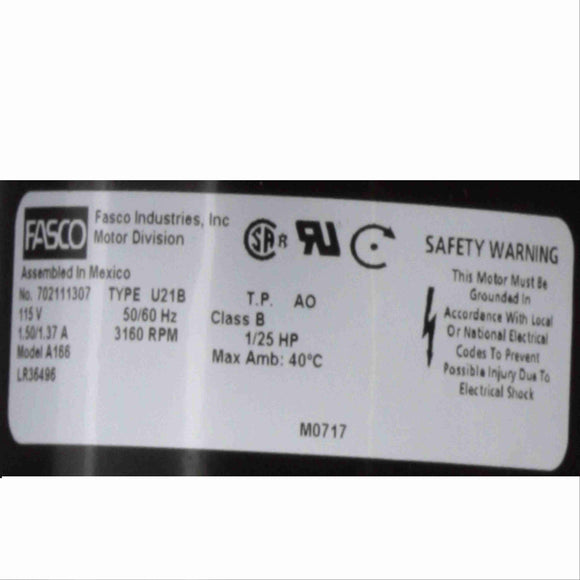 FASCO
Fasco Industries, Inc
Motor Division
Assembled In Mexico
No. 702111307 TYPE U21B
115 V 50/60 Hz
1.50/1.37 A 3160 RPM
Model A166
LR36496
T.P. AO
Class B
1/25 HP
Max Amb: 40°C
M0717
SA R
SAFETY WARNING
This Motor Must Be
Grounded In
Accordance With Local
Or National Electrical
Codes To Prevent
Possible Injury Due To
Electrical Shock